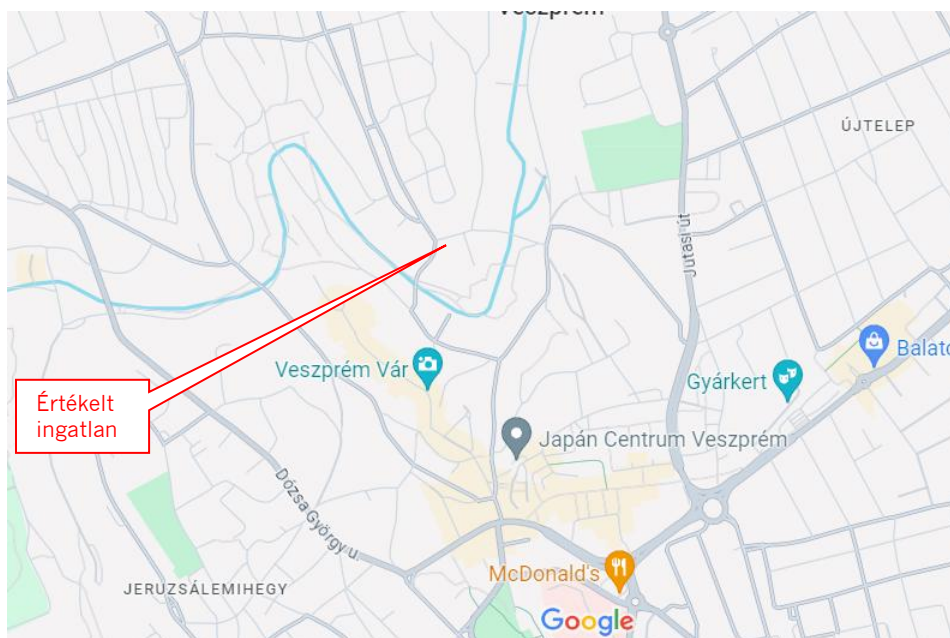 Veszprém
ÚJTELEP
Jutasi út
Veszprém Vár
Gyárkert
Balato
Értékelt
ingatlan
Japán Centrum Veszprém
Dózsa György u.
McDonald's
JERUZSÁLEMIHEGY
Google